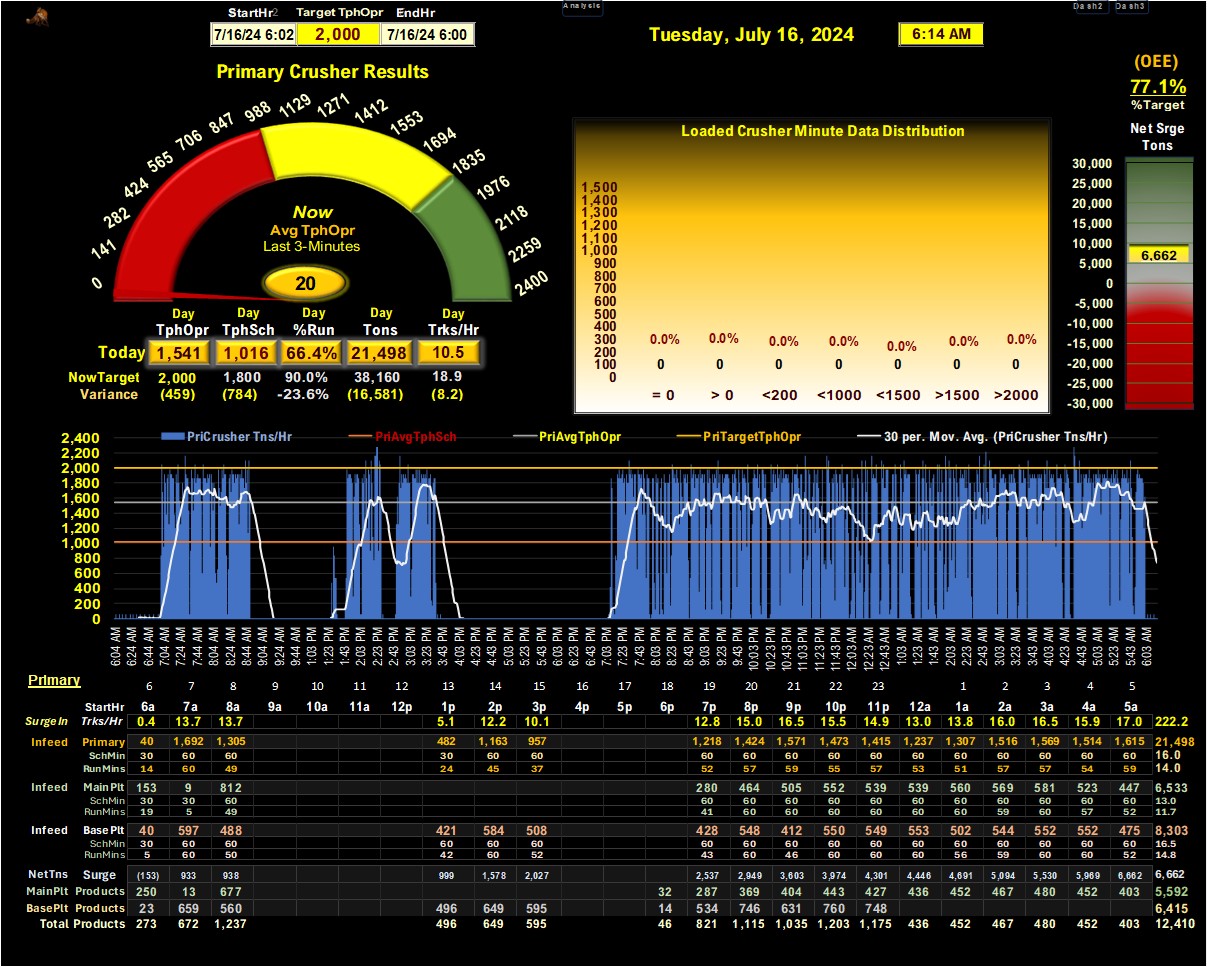 Analysis
Dash2 Dash3
StartHr2 Target TphOpr EndHr
7/16/24 6:02 2,000 7/16/24 6:00
Tuesday, July 16, 2024
6:14 AM
(OEE)
77.1%
%Target
Primary Crusher Results
0 141 282 424 565 706 847 988 1129 1271 1412 1553 1694 1835 1976 2118 2259 2400
Now
Avg TphOpr
Last 3-Minutes
20
Day Day Day Day Day
TphOpr TphSch %Run Tons Trks/Hr
Today 1,541 1,016 66.4% 21,498 10.5
NowTarget 2,000 1,800 90.0% 38,160 18.9
Variance (459) (784) -23.6% (16,581) (8.2)
Loaded Crusher Minute Data Distribution
1,500
1,400
1,300
1,200
1,100
1,000
900
800
700
600
500
400
300
200
100
0
0.0% 0.0% 0.0% 0.0% 0.0% 0.0% 0.0%
0 0 0 0 0 0 0
= 0 > 0 <200 <1000 <1500 >1500 >2000
Net Srge
Tons
30,000
25,000
20,000
15,000
10,000
5,000
0
-5,000
-10,000
-15,000
-20,000
-25,000
-30,000
6,662
PriCrusher Tns/Hr PriAvgTphSch PriAvgTphOpr PriTargetTphOpr 30 per. Mov. Avg. (PriCrusher Tns/Hr)
2,400
2,200
2,000
1,800
1,600
1,400
1,200
1,000
800
600
400
200
0
6:04 AM 6:24 AM 6:44 AM 7:04 AM 7:24 AM 7:44 AM 8:04 AM 8:24 AM 8:44 AM 9:04 AM 9:24 AM 9:44 AM 1:03 PM 1:23 PM 1:43 PM 2:03 PM 2:23 PM 2:43 PM 3:03 PM 3:23 PM 3:43 PM 4:03 PM 4:23 PM 4:43 PM 5:03 PM 5:23 PM 5:43 PM 6:03 PM 6:23 PM 6:43 PM 7:03 PM 7:23 PM 7:43 PM 8:03 PM 8:23 PM 8:43 PM 9:03 PM 9:23 PM 9:43 PM 10:03 PM 10:23 PM 10:43 PM 11:03 PM 11:23 PM 11:43 PM 12:03 AM 12:23 AM 12:43 AM 1:03 AM 1:23 AM 1:43 AM 2:03 AM 2:23 AM 2:43 AM 3:03 AM 3:23 AM 3:43 AM 4:03 AM 4:23 AM 4:43 AM 5:03 AM 5:23 AM 5:43 AM 6:03 AM
Primary
6 7 8 9 10 11 12 13 14 15 16 17 18 19 20 21 22 23 1 2 3 4 5
StartHr 6a 7a 8a 9a 10a 11a 12p 1p 2p 3p 4p 5p 6p 7p 8p 9p 10p 11p 12a 1a 2a 3a 4a 5a
SurgeIn Trks/Hr 0.4 13.7 13.7 5.1 12.2 10.1 12.8 15.0 16.5 15.5 14.9 13.0 13.8 16.0 16.5 15.9 17.0 222.2
Infeed Primary 40 1,692 1,305 482 1,163 957 1,218 1,424 1,571 1,473 1,415 1,237 1,307 1,516 1,569 1,514 1,615 21,498
SchMin 30 60 60 30 60 60 60 60 60 60 60 60 60 60 60 60 60 16.0
RunMins 14 60 49 24 45 37 52 57 59 55 57 53 51 57 57 54 59 14.0
Infeed MainPlt 153 9 812 280 464 505 552 539 539 560 569 581 523 447 6,533
SchMin 30 30 60 60 60 60 60 60 60 60 60 60 60 60 13.0
RunMins 19 5 49 41 60 60 60 60 60 60 59 60 57 52 11.7
Infeed BasePlt 40 597 488 421 584 508 428 548 412 550 549 553 502 544 552 552 475 8,303
SchMin 30 60 60 60 60 60 60 60 60 60 60 60 60 60 60 60 60 16.5
RunMins 5 60 50 42 60 52 43 60 46 60 60 60 56 59 60 60 52 14.8
NetTns Surge (153) 933 938 999 1,578 2,027 2,537 2,949 3,603 3,974 4,301 4,446 4,691 5,094 5,530 5,969 6,662 6,662
MainPlt Products 250 13 677 32 287 369 404 443 427 436 452 467 480 452 403 5,592
BasePlt Products 23 659 560 496 649 595 14 534 746 631 760 748 6,415
Total Products 273 672 1,237 496 649 595 46 821 1,115 1,035 1,203 1,175 436 452 467 480 452 403 12,410